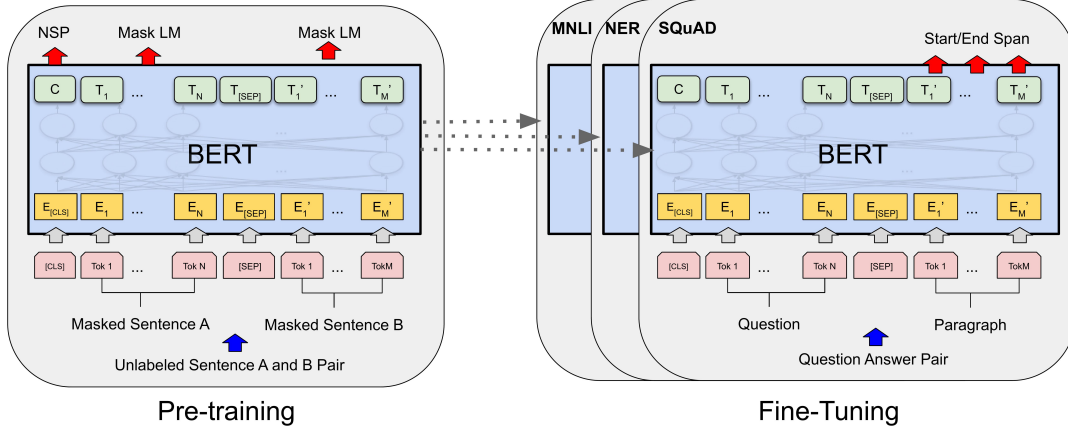 NSP Mask LM Mask LM
C T1 ... TN T[SEP] T1' ... TM'
...
BERT
...
E[CLS] E1 ... EN E[SEP] E1' ... EM'
[CLS] Tok 1 ... Tok N [SEP] Tok 1 ... TokM
Masked Sentence A Masked Sentence B
Unlabeled Sentence A and B Pair
Pre-training
MNLI NER SQuAD
Start/End Span
C T1 ... TN T[SEP] T1' ... TM'
...
BERT
...
E[CLS] E1 ... EN E[SEP] E1' ... EM'
[CLS] Tok 1 ... Tok N [SEP] Tok 1 ... TokM
Question Paragraph
Question Answer Pair
Fine-Tuning